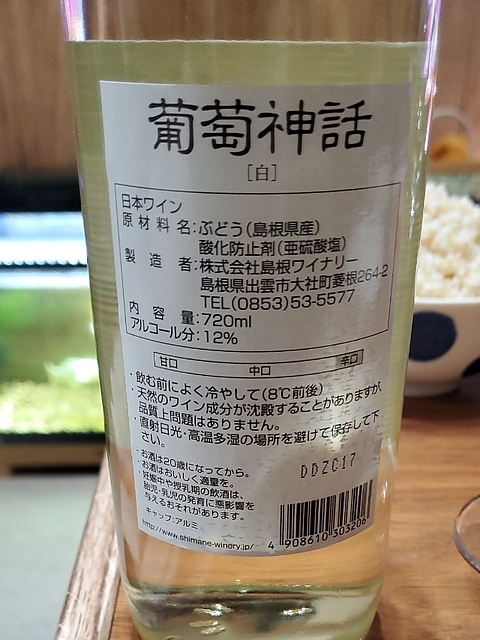 葡萄神話
[白]
日本ワイン
原材料名:ぶどう(島根県産)
酸化防止剤(亜硫酸塩)
製造者:株式会社島根ワイナリー
島根県出雲市大社町菱根264-2
TEL(0853)53-5577
内容量:720ml
アルコール分:12%
甘口 中口 辛口
・飲む前によく冷やして(8℃前後)
・天然のワイン成分が沈殿することがありますが、
品質上問題はありません。
・直射日光・高温多湿の場所を避けて保存して下
さい。
・お酒は20歳になってから。
・お酒はおいしく適量を。
・妊娠中や授乳期の飲酒は、
胎児・乳児の発育に悪影響を
与えるおそれがあります。
キャップ:アルミ
http://www.shimane-winery.jp/
DDZC17
4 908610 303206